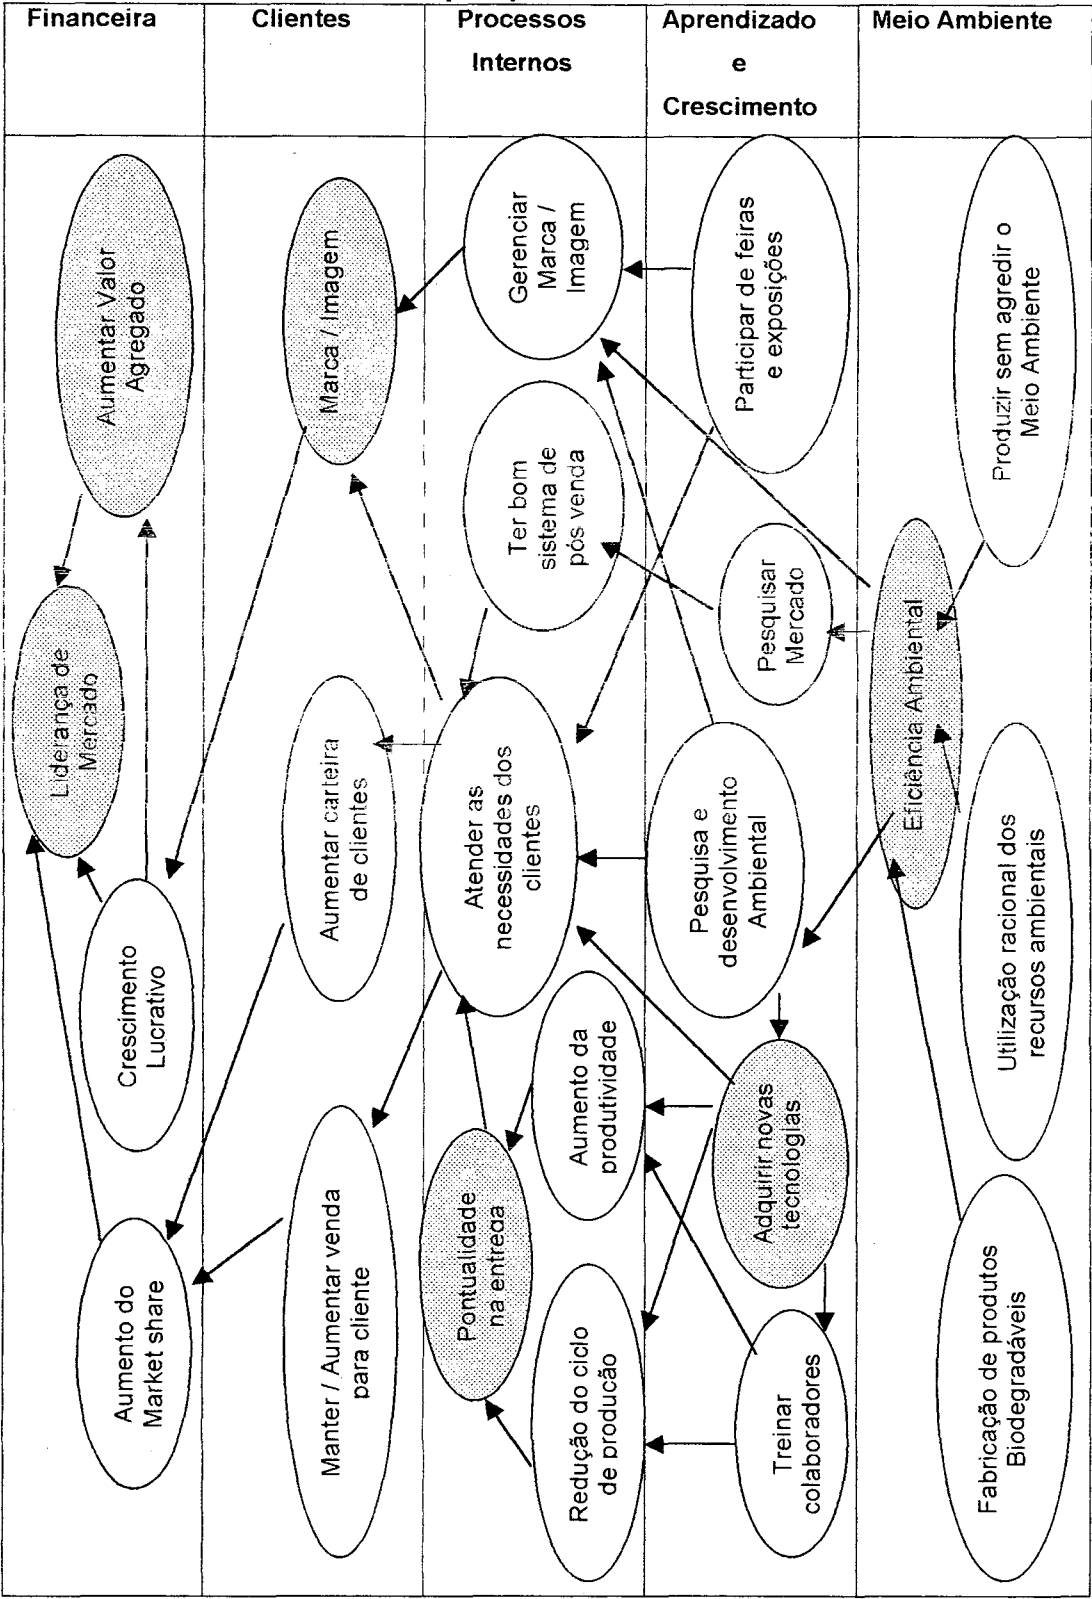 Financeira
Clientes
Processos
Internos
Aprendizado
e
Crescimento
Meio Ambiente
Aumentar Valor
Agregado
Liderança de
Mercado
Crescimento
Lucrativo
Aumento do
Market share
Marca / Imagem
Aumentar carteira
de clientes
Manter / Aumentar venda
para cliente
Gerenciar
Marca /
Imagem
Ter bom
sistema de
pós venda
Atender as
necessidades dos
clientes
Pontualidade
na entrega
Aumento da
produtividade
Redução do ciclo
de produção
Participar de feiras
e exposições
Pesquisar
Mercado
Pesquisa e
desenvolvimento
Ambiental
Adquirir novas
tecnologias
Treinar
colaboradores
Eficiência Ambiental
Produzir sem agredir o
Meio Ambiente
Utilização racional dos
recursos ambientais
Fabricação de produtos
Biodegradáveis